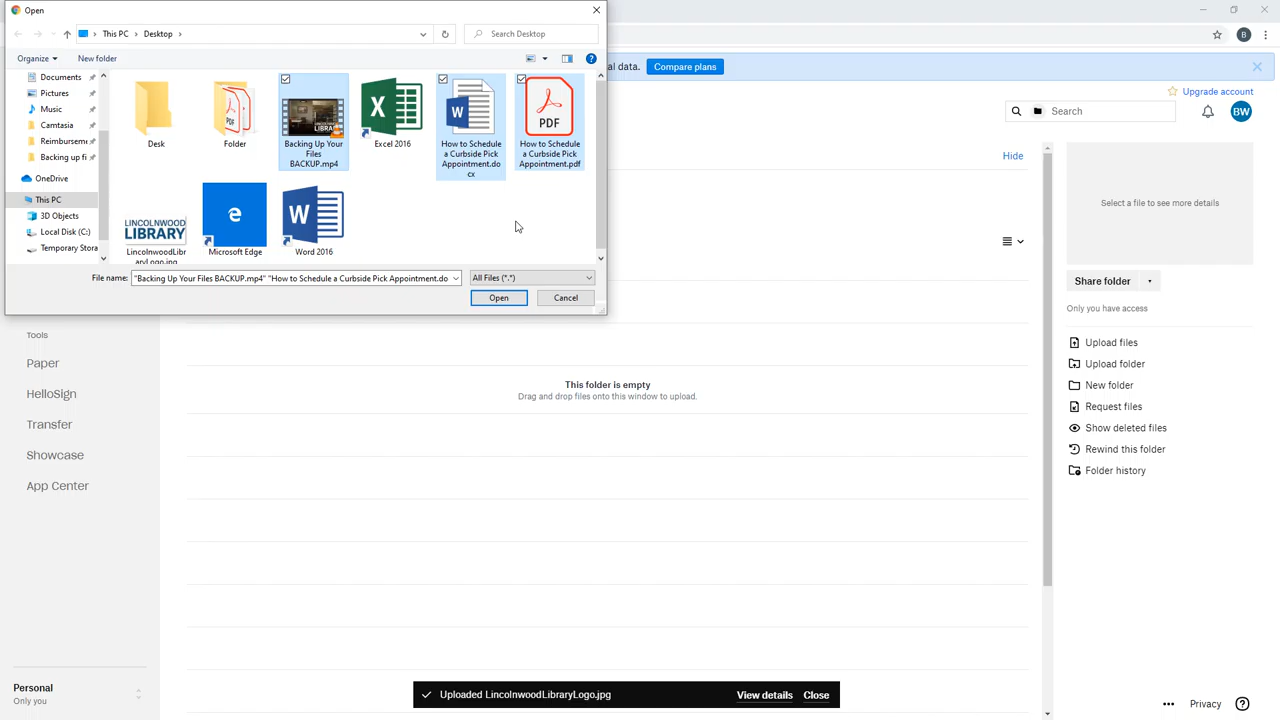 Open
This PC > Desktop >
Search Desktop
Organize
New folder
Documents
Pictures
Music
Camtasia
Reimburseme
Backing up fi
OneDrive
This PC
3D Objects
Local Disk (C:)
Temporary Stora
Desk
Folder
Backing Up Your
Files
BACKUP.mp4
Excel 2016
How to Schedule
a Curbside Pick
Appointment.do
cx
How to Schedule
a Curbside Pick
Appointment.pdf
PDF
LINCOLNWOOD
LIBRARY
LincolnwoodLibr
aryLogo.jpg
Microsoft Edge
Word 2016
File name:
"Backing Up Your Files BACKUP.mp4" "How to Schedule a Curbside Pick Appointment.do
All Files (*.*)
Open
Cancel
B
al data.
Compare plans
Upgrade account
Search
BW
Hide
Select a file to see more details
Share folder
Only you have access
Upload files
Upload folder
New folder
Request files
Show deleted files
Rewind this folder
Folder history
Tools
Paper
HelloSign
Transfer
Showcase
App Center
This folder is empty
Drag and drop files onto this window to upload.
Personal
Only you
Uploaded LincolnwoodLibraryLogo.jpg
View details
Close
Privacy